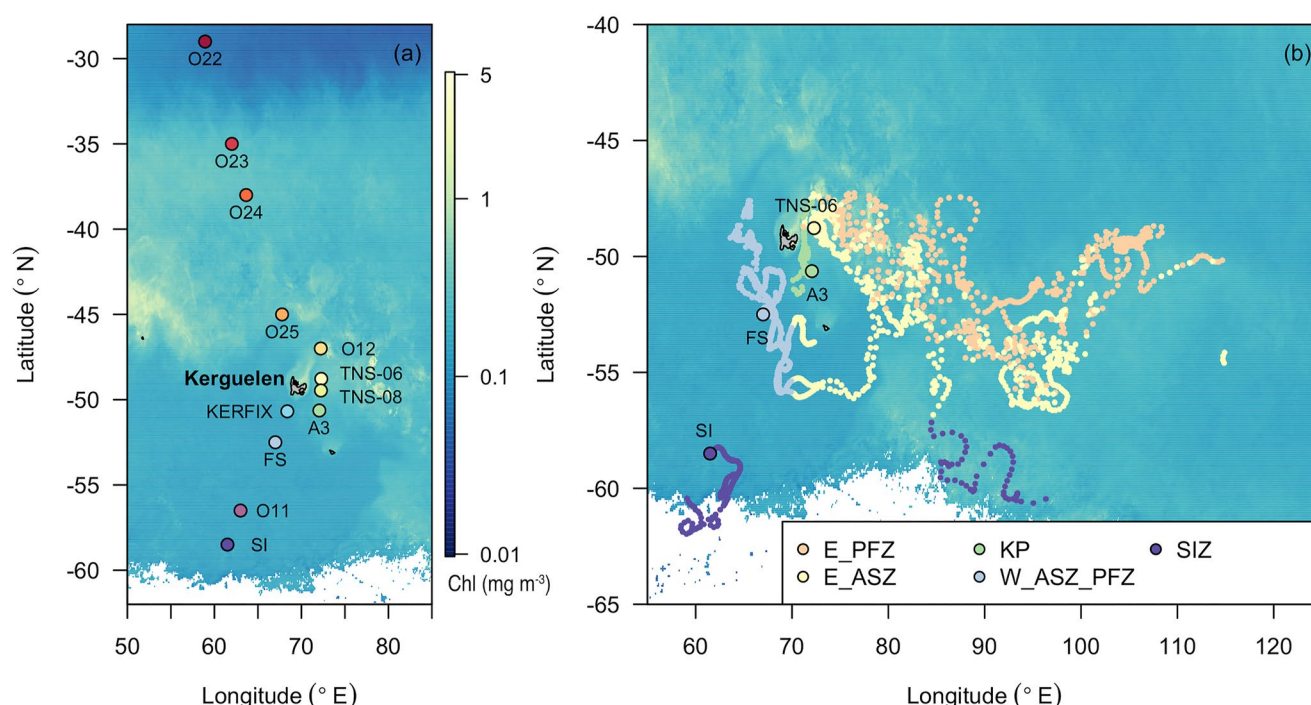 (a)
-30
-35
-40
-45
-50
-55
-60
50
60
70
80
Latitude (° N)
Longitude (° E)
O22
O23
O24
O25
O12
Kerguelen
TNS-06
TNS-08
KERFIX
A3
FS
O11
SI
5
1
0.1
0.01
Chl (mg m-3)
(b)
-40
-45
-50
-55
-60
-65
60
70
80
90
100
110
120
Latitude (° N)
Longitude (° E)
TNS-06
A3
FS
SI
E_PFZ
KP
SIZ
E_ASZ
W_ASZ_PFZ